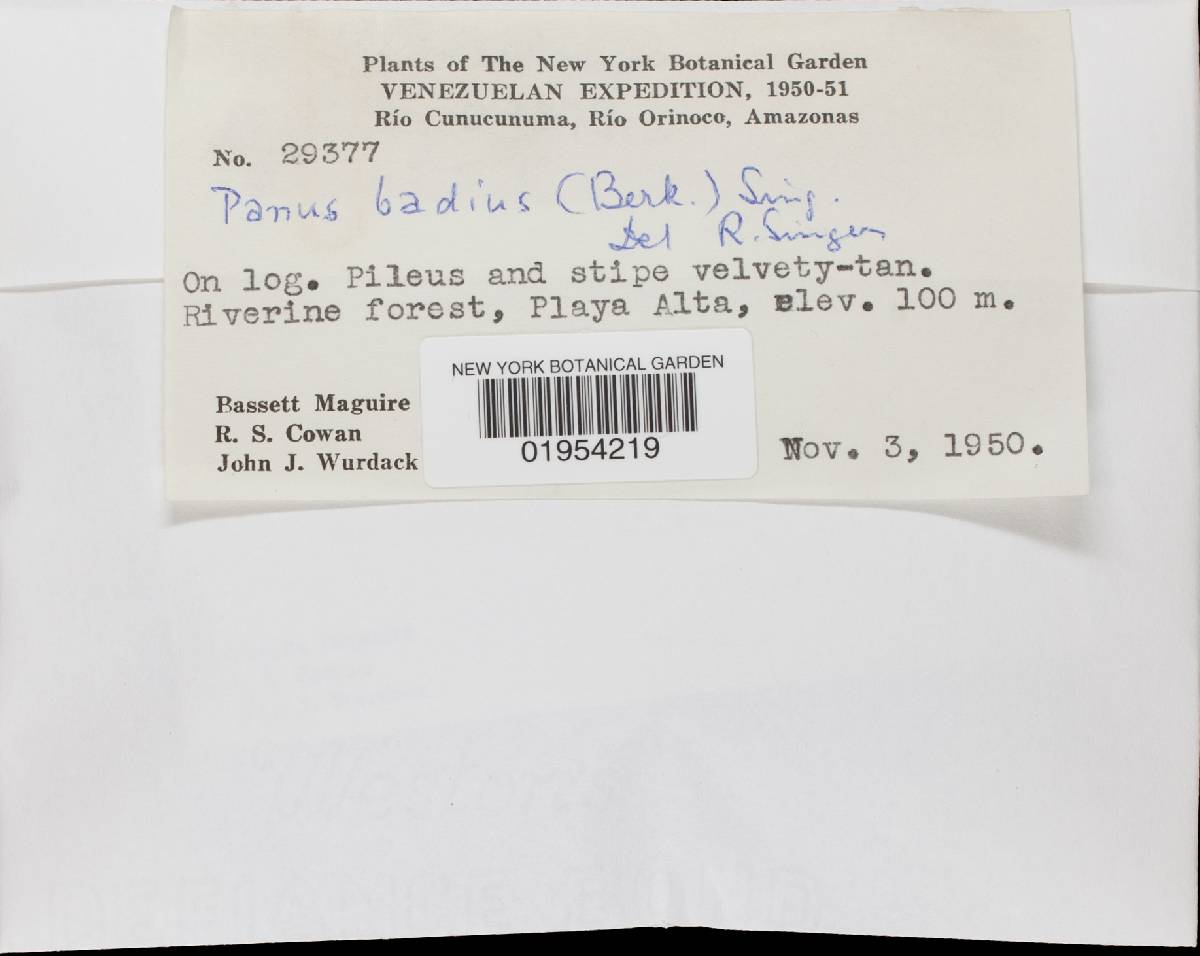 Plants of The New York Botanical Garden
VENEZUELAN EXPEDITION, 1950-51
Río Cunucunuma, Río Orinoco, Amazonas
No. 29377
Panus badius (Berk.) Sing.
Det R. Singer
On log. Pileus and stipe velvety-tan.
Riverine forest, Playa Alta, elev. 100 m.
NEW YORK BOTANICAL GARDEN
01954219
Bassett Maguire
R. S. Cowan
John J. Wurdack
Nov. 3, 1950.